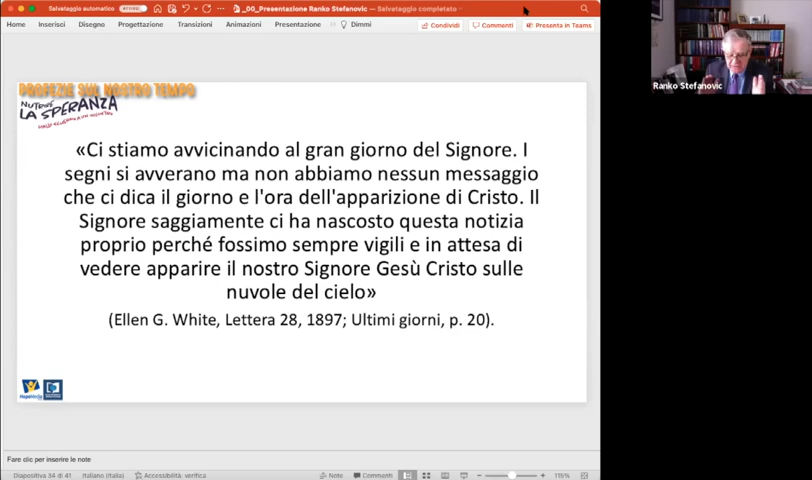 Salvataggio automatico
_00_Presentazione Ranko Stefanovic — Salvataggio completato
Home Inserisci Disegno Progettazione Transizioni Animazioni Presentazione Dimmi Condividi Commenti Presenta in Teams
Ranko Stefanovic
PROFEZIE SUL NOSTRO TEMPO
NUTRIRE
LA SPERANZA
«Ci stiamo avvicinando al gran giorno del Signore. I
segni si avverano ma non abbiamo nessun messaggio
che ci dica il giorno e l'ora dell'apparizione di Cristo. Il
Signore saggiamente ci ha nascosto questa notizia
proprio perché fossimo sempre vigili e in attesa di
vedere apparire il nostro Signore Gesù Cristo sulle
nuvole del cielo»
(Ellen G. White, Lettera 28, 1897; Ultimi giorni, p. 20).
HopeMedia
Fare clic per inserire le note
Diapositiva 34 di 41 Italiano (Italia) Accessibilità: verifica Note Commenti 115%